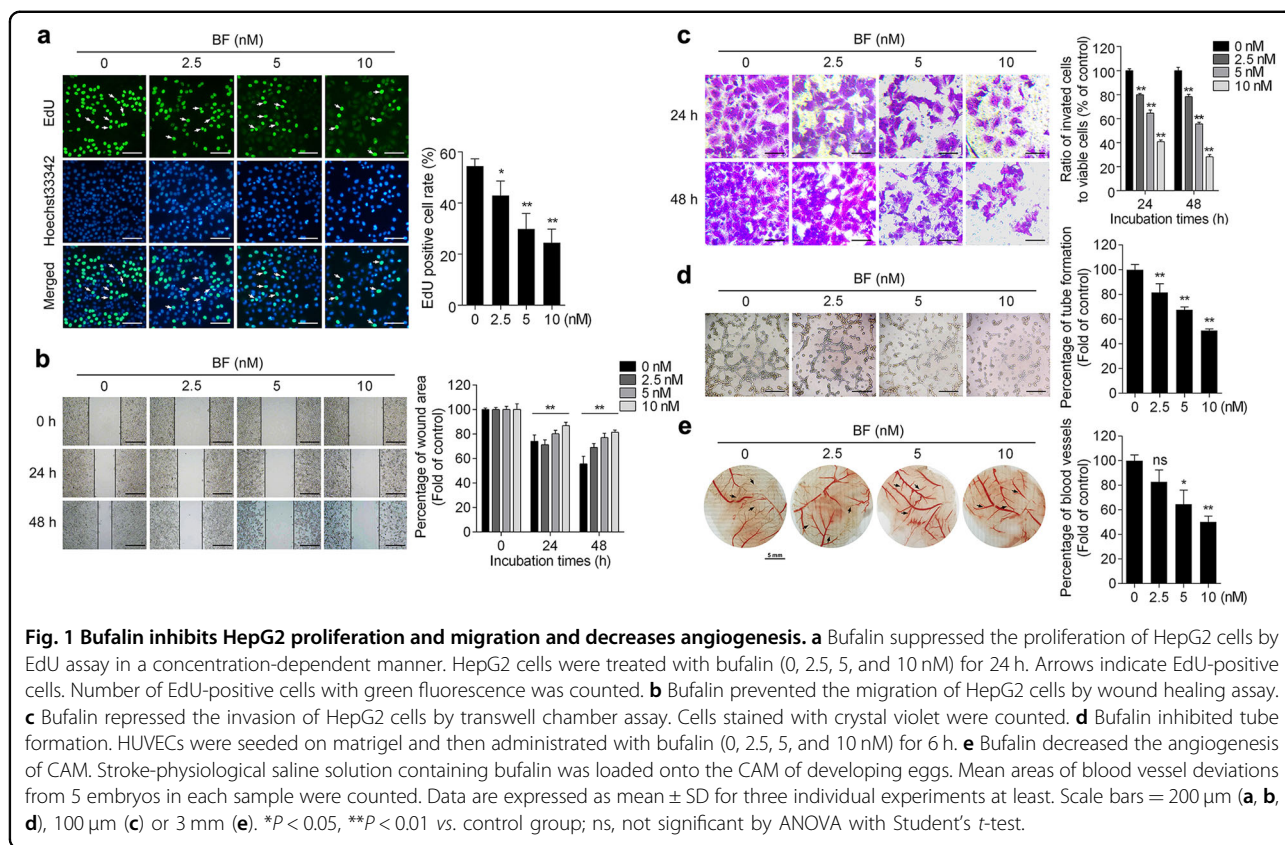 a
BF (nM)
0 2.5 5 10
EdU
Hoechst33342
Merged
EdU positive cell rate (%)
60
40
20
0
* ** **
0 2.5 5 10 (nM)
b
BF (nM)
0 2.5 5 10
0 h
24 h
48 h
Percentage of wound area
(Fold of control)
120
100
80
60
40
20
0
** **
0 nM
2.5 nM
5 nM
10 nM
0 24 48
Incubation times (h)
c
BF (nM)
0 2.5 5 10
24 h
48 h
Ratio of invated cells
to viable cells (% of control)
120
100
80
60
40
20
0
** ** ** ** ** **
0 nM
2.5 nM
5 nM
10 nM
24 48
Incubation times (h)
d
BF (nM)
0 2.5 5 10
Percentage of tube formation
(Fold of control)
120
100
80
60
40
20
0
** ** **
0 2.5 5 10 (nM)
e
BF (nM)
0 2.5 5 10
5 mm
Percentage of blood vessels
(Fold of control)
120
100
80
60
40
20
0
ns * **
0 2.5 5 10 (nM)
Fig. 1 Bufalin inhibits HepG2 proliferation and migration and decreases angiogenesis. a Bufalin suppressed the proliferation of HepG2 cells by
EdU assay in a concentration-dependent manner. HepG2 cells were treated with bufalin (0, 2.5, 5, and 10 nM) for 24 h. Arrows indicate EdU-positive
cells. Number of EdU-positive cells with green fluorescence was counted. b Bufalin prevented the migration of HepG2 cells by wound healing assay.
c Bufalin repressed the invasion of HepG2 cells by transwell chamber assay. Cells stained with crystal violet were counted. d Bufalin inhibited tube
formation. HUVECs were seeded on matrigel and then administrated with bufalin (0, 2.5, 5, and 10 nM) for 6 h. e Bufalin decreased the angiogenesis
of CAM. Stroke-physiological saline solution containing bufalin was loaded onto the CAM of developing eggs. Mean areas of blood vessel deviations
from 5 embryos in each sample were counted. Data are expressed as mean ± SD for three individual experiments at least. Scale bars = 200 μm (a, b,
d), 100 μm (c) or 3 mm (e). *P < 0.05, **P < 0.01 vs. control group; ns, not significant by ANOVA with Student's t-test.